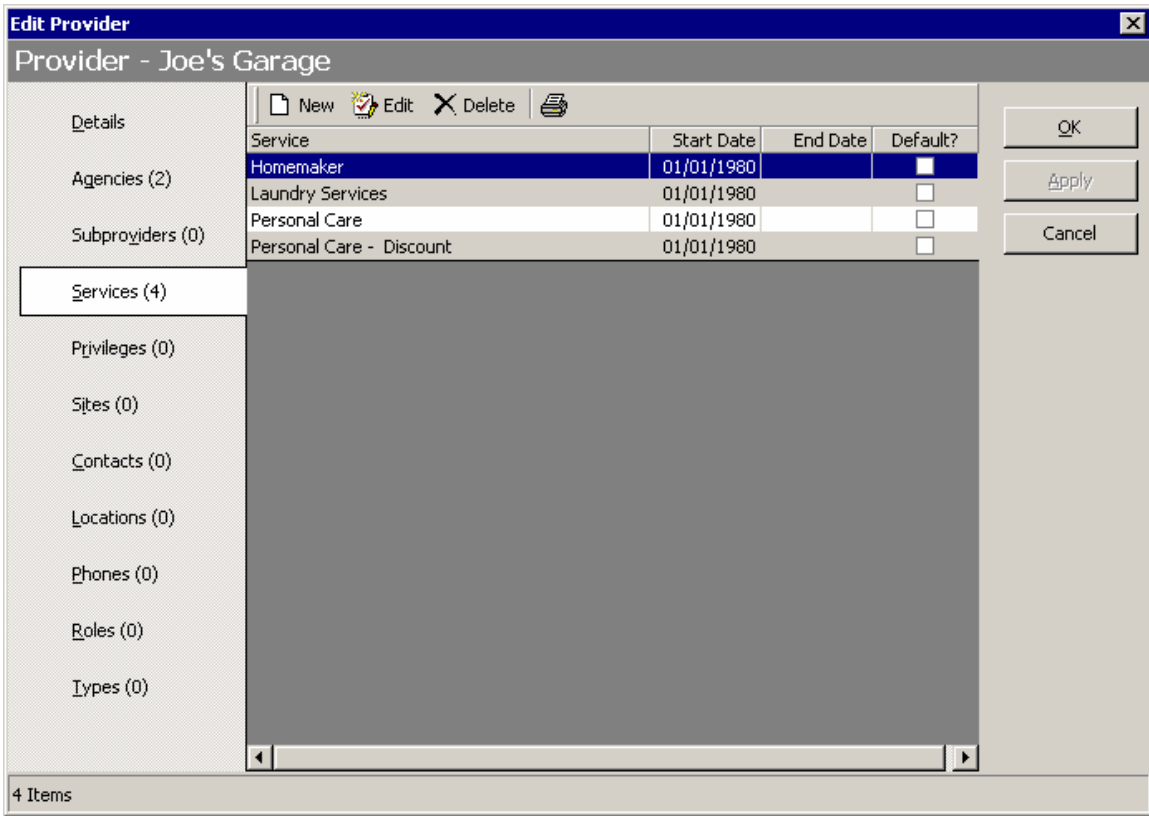 Edit Provider
Provider - Joe's Garage
Details
Agencies (2)
Subproviders (0)
Services (4)
Privileges (0)
Sites (0)
Contacts (0)
Locations (0)
Phones (0)
Roles (0)
Types (0)
New Edit Delete
Service Start Date End Date Default?
Homemaker 01/01/1980
Laundry Services 01/01/1980
Personal Care 01/01/1980
Personal Care - Discount 01/01/1980
OK
Apply
Cancel
4 Items